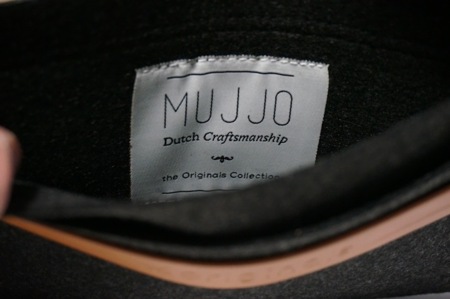 MUJJO
Dutch Craftsmanship
the Originals Collection